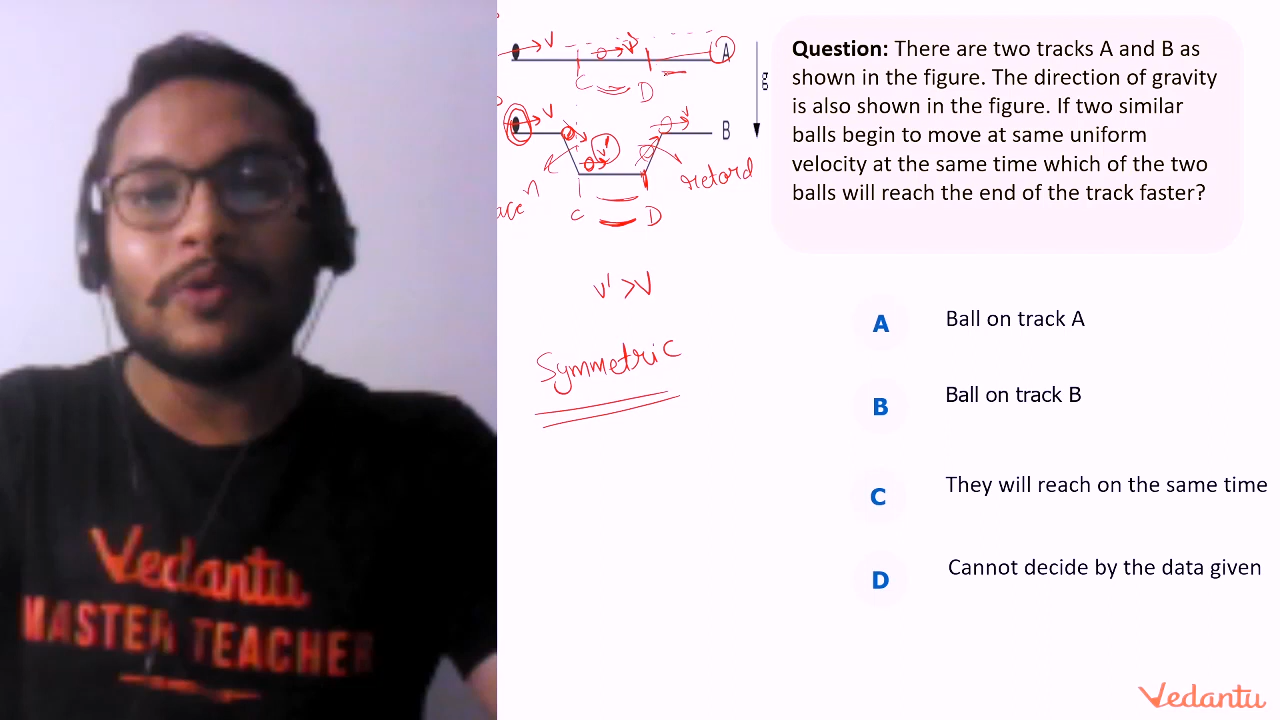 V
V
A
C
D
g
Question: There are two tracks A and B as
shown in the figure. The direction of gravity
is also shown in the figure. If two similar
balls begin to move at same uniform
velocity at the same time which of the two
balls will reach the end of the track faster?
V
V
B
V'
retard
accⁿ
C
D
V' > V
Symmetric
A
Ball on track A
B
Ball on track B
C
They will reach on the same time
D
Cannot decide by the data given
Vedantu
MASTER TEACHER
Vedantu